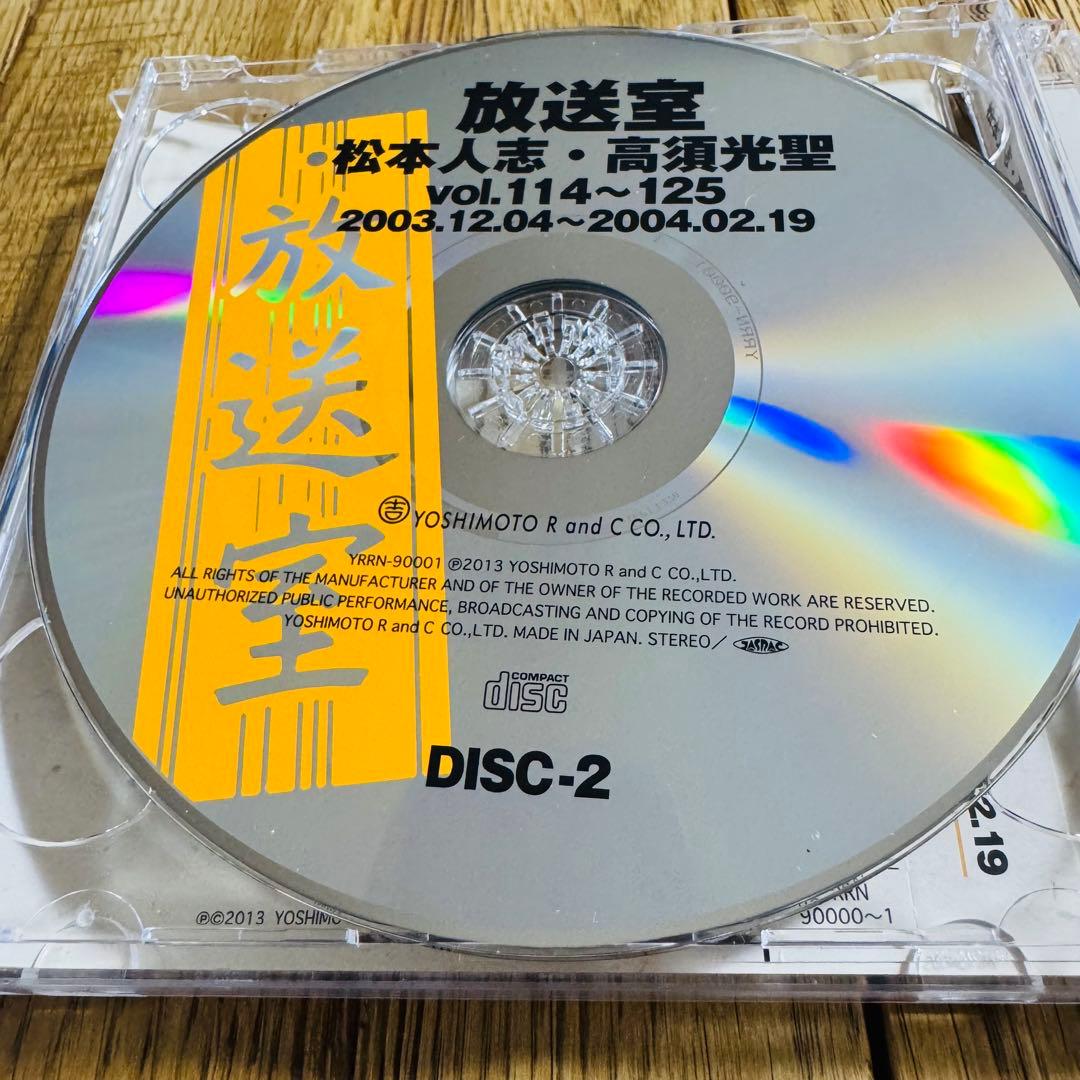 放送室
・松本人志・高須光聖
vol.114～125
2003.12.04～2004.02.19
放送室
吉 YOSHIMOTO R and C CO., LTD.
YRRN-90001 ℗2013 YOSHIMOTO R and C CO.,LTD.
ALL RIGHTS OF THE MANUFACTURER AND OF THE OWNER OF THE RECORDED WORK ARE RESERVED.
UNAUTHORIZED PUBLIC PERFORMANCE, BROADCASTING AND COPYING OF THE RECORD PROHIBITED.
YOSHIMOTO R and C CO.,LTD. MADE IN JAPAN. STEREO／ JASRAC
COMPACT
disc
DISC-2
2.19
RRN
90000～1
℗©2013 YOSHIMO